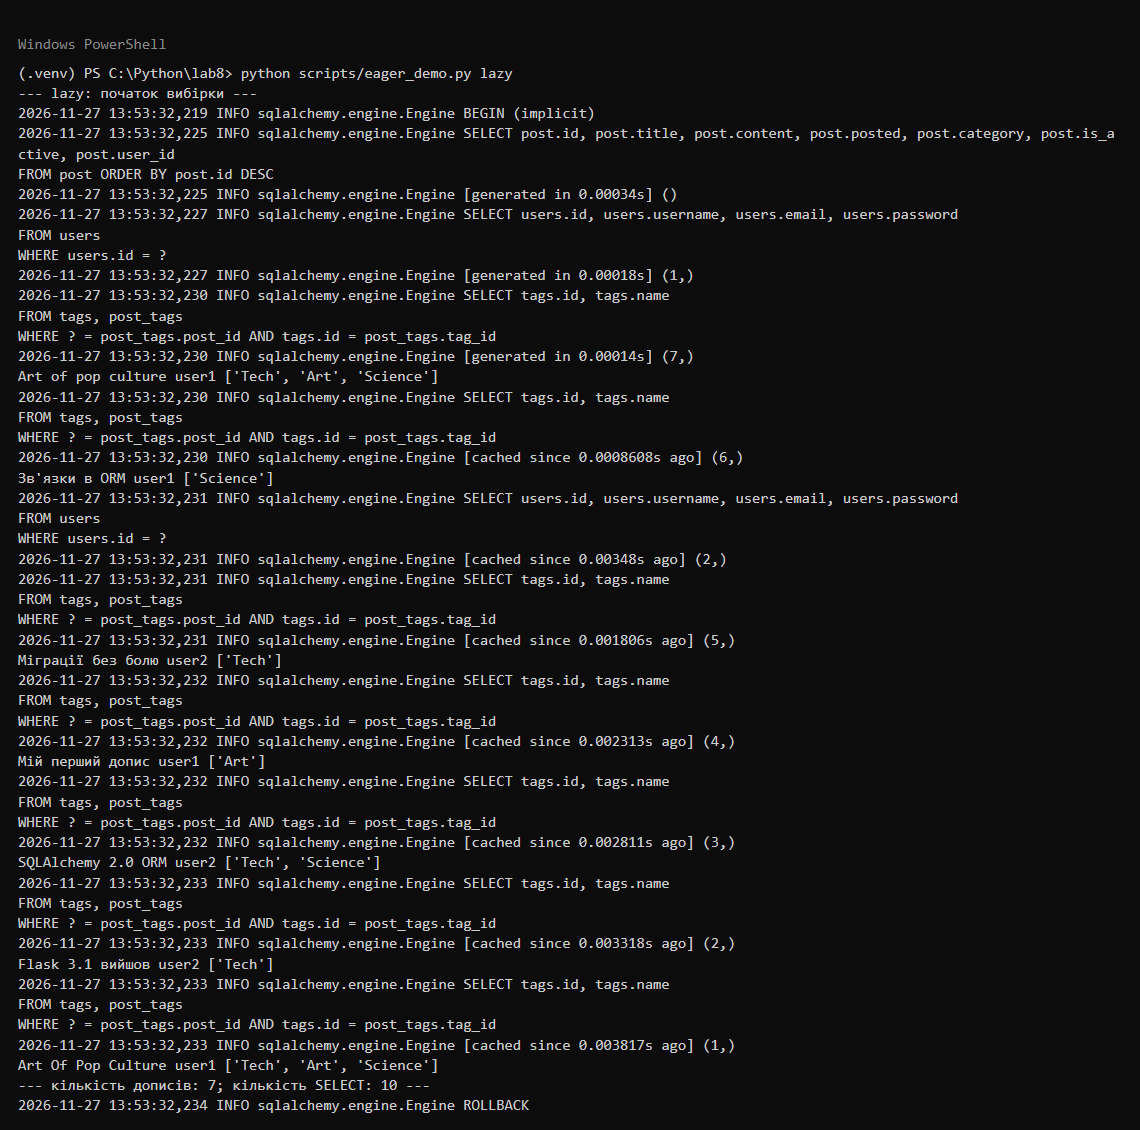 Windows PowerShell
(.venv) PS C:\Python\lab8> python scripts/eager_demo.py lazy
--- lazy: початок вибірки ---
2026-11-27 13:53:32,219 INFO sqlalchemy.engine.Engine BEGIN (implicit)
2026-11-27 13:53:32,225 INFO sqlalchemy.engine.Engine SELECT post.id, post.title, post.content, post.posted, post.category, post.is_a
ctive, post.user_id
FROM post ORDER BY post.id DESC
2026-11-27 13:53:32,225 INFO sqlalchemy.engine.Engine [generated in 0.00034s] ()
2026-11-27 13:53:32,227 INFO sqlalchemy.engine.Engine SELECT users.id, users.username, users.email, users.password
FROM users
WHERE users.id = ?
2026-11-27 13:53:32,227 INFO sqlalchemy.engine.Engine [generated in 0.00018s] (1,)
2026-11-27 13:53:32,230 INFO sqlalchemy.engine.Engine SELECT tags.id, tags.name
FROM tags, post_tags
WHERE ? = post_tags.post_id AND tags.id = post_tags.tag_id
2026-11-27 13:53:32,230 INFO sqlalchemy.engine.Engine [generated in 0.00014s] (7,)
Art of pop culture user1 ['Tech', 'Art', 'Science']
2026-11-27 13:53:32,230 INFO sqlalchemy.engine.Engine SELECT tags.id, tags.name
FROM tags, post_tags
WHERE ? = post_tags.post_id AND tags.id = post_tags.tag_id
2026-11-27 13:53:32,230 INFO sqlalchemy.engine.Engine [cached since 0.0008608s ago] (6,)
Зв'язки в ORM user1 ['Science']
2026-11-27 13:53:32,231 INFO sqlalchemy.engine.Engine SELECT users.id, users.username, users.email, users.password
FROM users
WHERE users.id = ?
2026-11-27 13:53:32,231 INFO sqlalchemy.engine.Engine [cached since 0.00348s ago] (2,)
2026-11-27 13:53:32,231 INFO sqlalchemy.engine.Engine SELECT tags.id, tags.name
FROM tags, post_tags
WHERE ? = post_tags.post_id AND tags.id = post_tags.tag_id
2026-11-27 13:53:32,231 INFO sqlalchemy.engine.Engine [cached since 0.001806s ago] (5,)
Міграції без болю user2 ['Tech']
2026-11-27 13:53:32,232 INFO sqlalchemy.engine.Engine SELECT tags.id, tags.name
FROM tags, post_tags
WHERE ? = post_tags.post_id AND tags.id = post_tags.tag_id
2026-11-27 13:53:32,232 INFO sqlalchemy.engine.Engine [cached since 0.002313s ago] (4,)
Мій перший допис user1 ['Art']
2026-11-27 13:53:32,232 INFO sqlalchemy.engine.Engine SELECT tags.id, tags.name
FROM tags, post_tags
WHERE ? = post_tags.post_id AND tags.id = post_tags.tag_id
2026-11-27 13:53:32,232 INFO sqlalchemy.engine.Engine [cached since 0.002811s ago] (3,)
SQLAlchemy 2.0 ORM user2 ['Tech', 'Science']
2026-11-27 13:53:32,233 INFO sqlalchemy.engine.Engine SELECT tags.id, tags.name
FROM tags, post_tags
WHERE ? = post_tags.post_id AND tags.id = post_tags.tag_id
2026-11-27 13:53:32,233 INFO sqlalchemy.engine.Engine [cached since 0.003318s ago] (2,)
Flask 3.1 вийшов user2 ['Tech']
2026-11-27 13:53:32,233 INFO sqlalchemy.engine.Engine SELECT tags.id, tags.name
FROM tags, post_tags
WHERE ? = post_tags.post_id AND tags.id = post_tags.tag_id
2026-11-27 13:53:32,233 INFO sqlalchemy.engine.Engine [cached since 0.003817s ago] (1,)
Art Of Pop Culture user1 ['Tech', 'Art', 'Science']
--- кількість дописів: 7; кількість SELECT: 10 ---
2026-11-27 13:53:32,234 INFO sqlalchemy.engine.Engine ROLLBACK